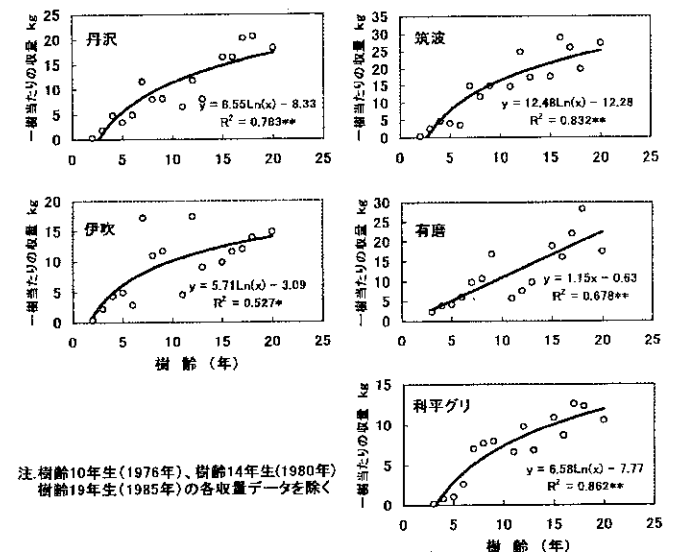 丹沢
一樹当たりの収量 kg
25
20
15
10
5
0
y = 8.55Ln(x) − 8.33
R² = 0.763**
0 5 10 15 20 25
筑波
一樹当たりの収量 kg
35
30
25
20
15
10
5
0
y = 12.48Ln(x) − 12.28
R² = 0.832**
0 5 10 15 20 25
伊吹
一樹当たりの収量 kg
20
15
10
5
0
y = 5.71Ln(x) − 3.09
R² = 0.527*
0 5 10 15 20 25
樹 齢 (年)
有磨
一樹当たりの収量 kg
30
25
20
15
10
5
0
y = 1.15x − 0.63
R² = 0.678**
0 5 10 15 20 25
科平グリ
一樹当たりの収量 kg
15
10
5
0
y = 6.58Ln(x) − 7.77
R² = 0.862**
0 5 10 15 20 25
樹 齢 (年)
注.樹齢10年生(1976年)、樹齢14年生(1980年)
樹齢19年生(1985年)の各収量データを除く